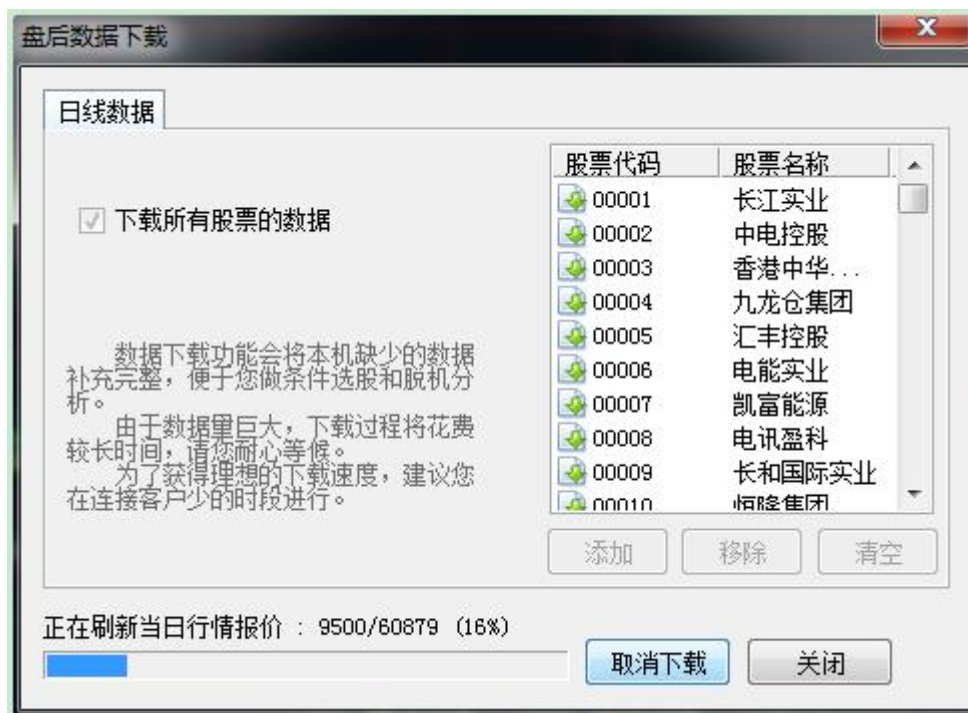 盘后数据下载
日线数据
下载所有股票的数据
数据下载功能会将本机缺少的数据
补充完整，便于您做条件选股和脱机分
析。
由于数据量巨大，下载过程将花费
较长时间，请您耐心等候。
为了获得理想的下载速度，建议您
在连接客户少的时段进行。
股票代码 股票名称
00001 长江实业
00002 中电控股
00003 香港中华...
00004 九龙仓集团
00005 汇丰控股
00006 电能实业
00007 凯富能源
00008 电讯盈科
00009 长和国际实业
00010 恒隆集团
添加 移除 清空
正在刷新当日行情报价 : 9500/60879 (16%)
取消下载 关闭